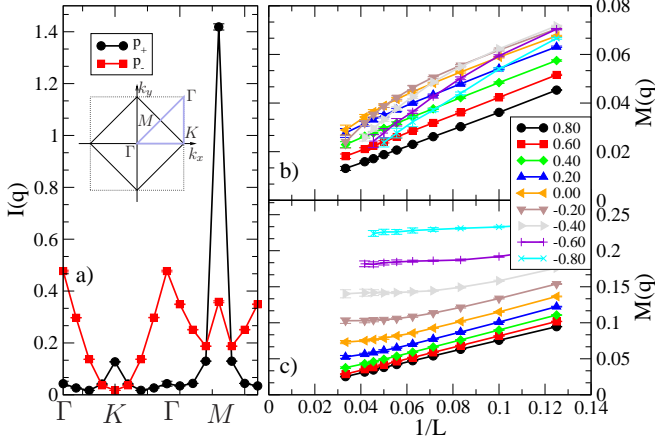 I(q)
1.4
1.2
1
0.8
0.6
0.4
0.2
0
p+
p-
ky
Γ
M
K
Γ
kx
a)
Γ K Γ M
b)
0.08
0.06
0.04
0.02
0
M(q)
0.80
0.60
0.40
0.20
0.00
-0.20
-0.40
-0.60
-0.80
c)
0.25
0.2
0.15
0.1
0.05
0
M(q)
0 0.02 0.04 0.06 0.08 0.1 0.12 0.14
1/L